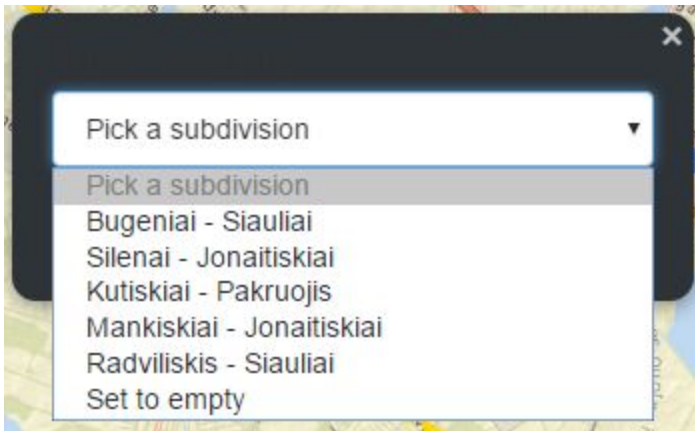 ×
Pick a subdivision
Pick a subdivision
Bugeniai - Siauliai
Silenai - Jonaitiskiai
Kutiskiai - Pakruojis
Mankiskiai - Jonaitiskiai
Radviliskis - Siauliai
Set to empty